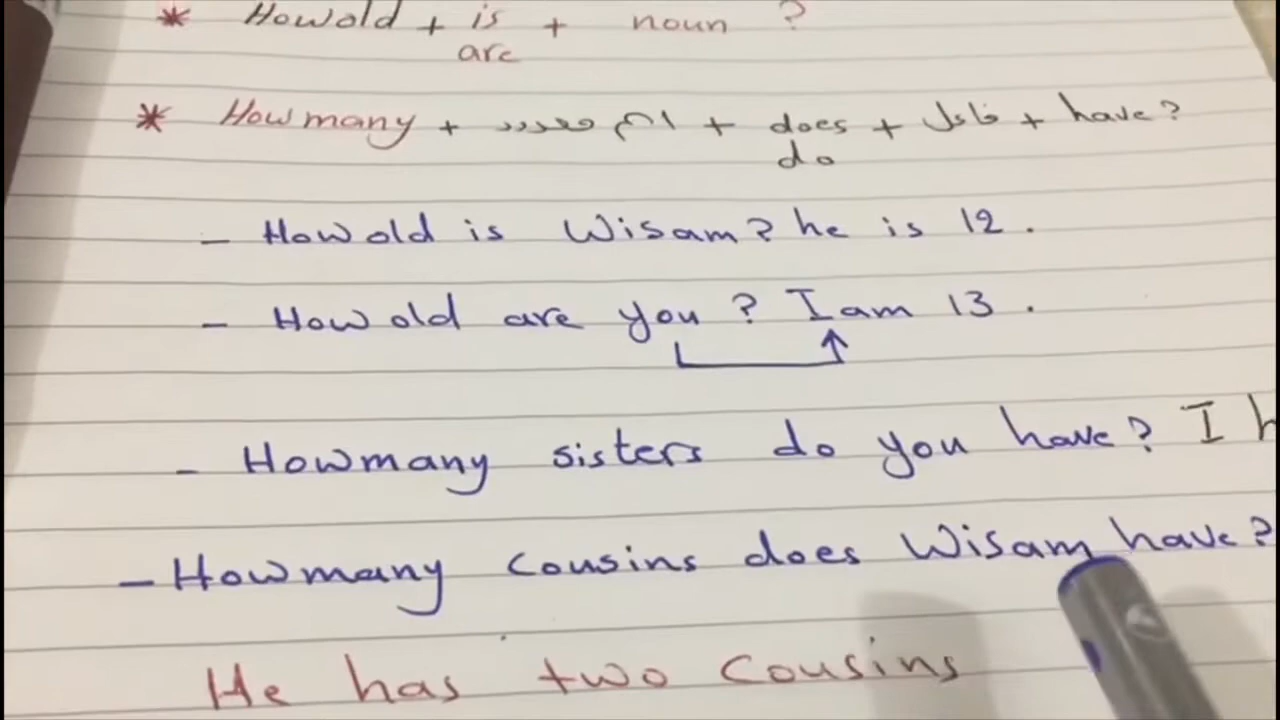 * How old + is + noun ?
are
* How many + اسم معدود + does + فاعل + have?
do
- How old is Wisam? he is 12.
- How old are you ? I am 13.
- How many sisters do you have? I h
- How many cousins does Wisam have?
He has two cousins